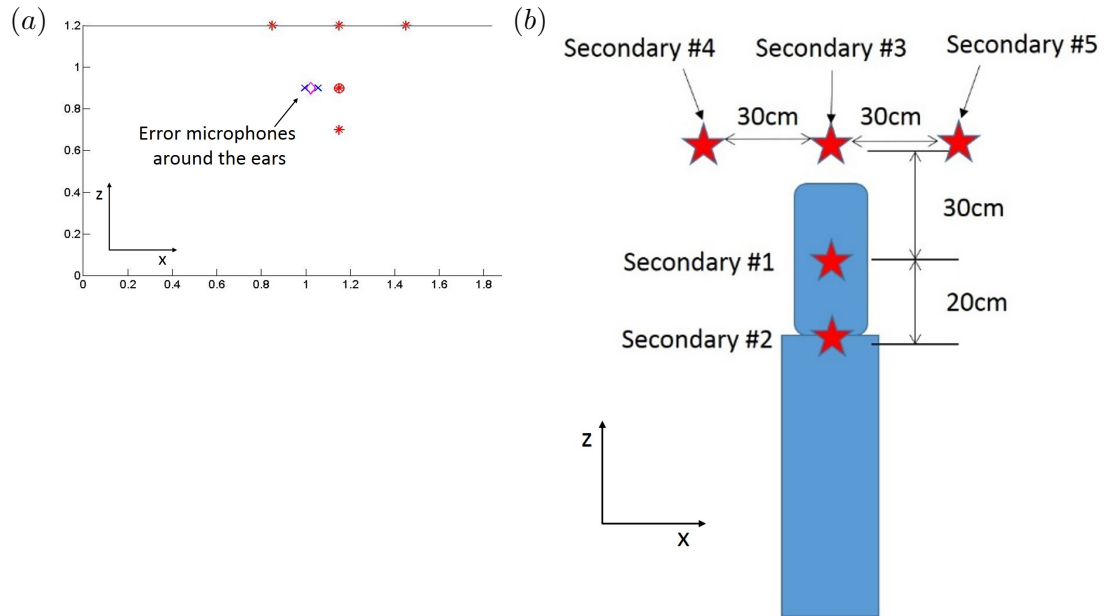 (a)
1.2
1
0.8
0.6
0.4
0.2
0
0 0.2 0.4 0.6 0.8 1 1.2 1.4 1.6 1.8
Error microphones
around the ears
z
x
(b)
Secondary #4 Secondary #3 Secondary #5
30cm 30cm
30cm
Secondary #1
20cm
Secondary #2
z
x